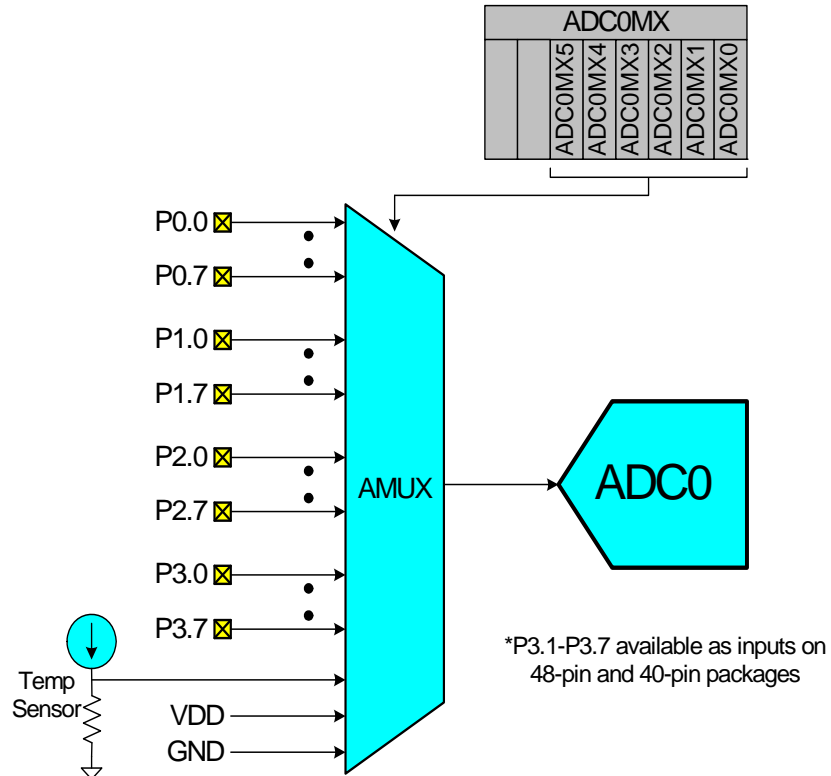 ADC0MX
ADC0MX5
ADC0MX4
ADC0MX3
ADC0MX2
ADC0MX1
ADC0MX0
P0.0
P0.7
P1.0
P1.7
P2.0
P2.7
P3.0
P3.7
AMUX
ADC0
*P3.1-P3.7 available as inputs on
48-pin and 40-pin packages
Temp
Sensor
VDD
GND